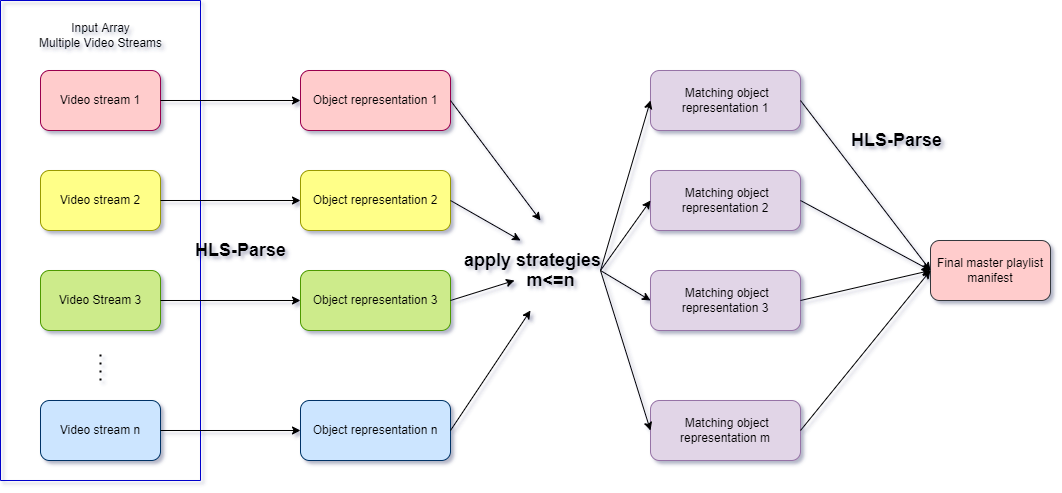 Input Array
Multiple Video Streams
Video stream 1
Object representation 1
Matching object
representation 1
HLS-Parse
Video stream 2
Object representation 2
Matching object
representation 2
HLS-Parse
apply strategies
m<=n
Final master playlist
manifest
Video Stream 3
Object representation 3
Matching object
representation 3
Video stream n
Object representation n
Matching object
representation m